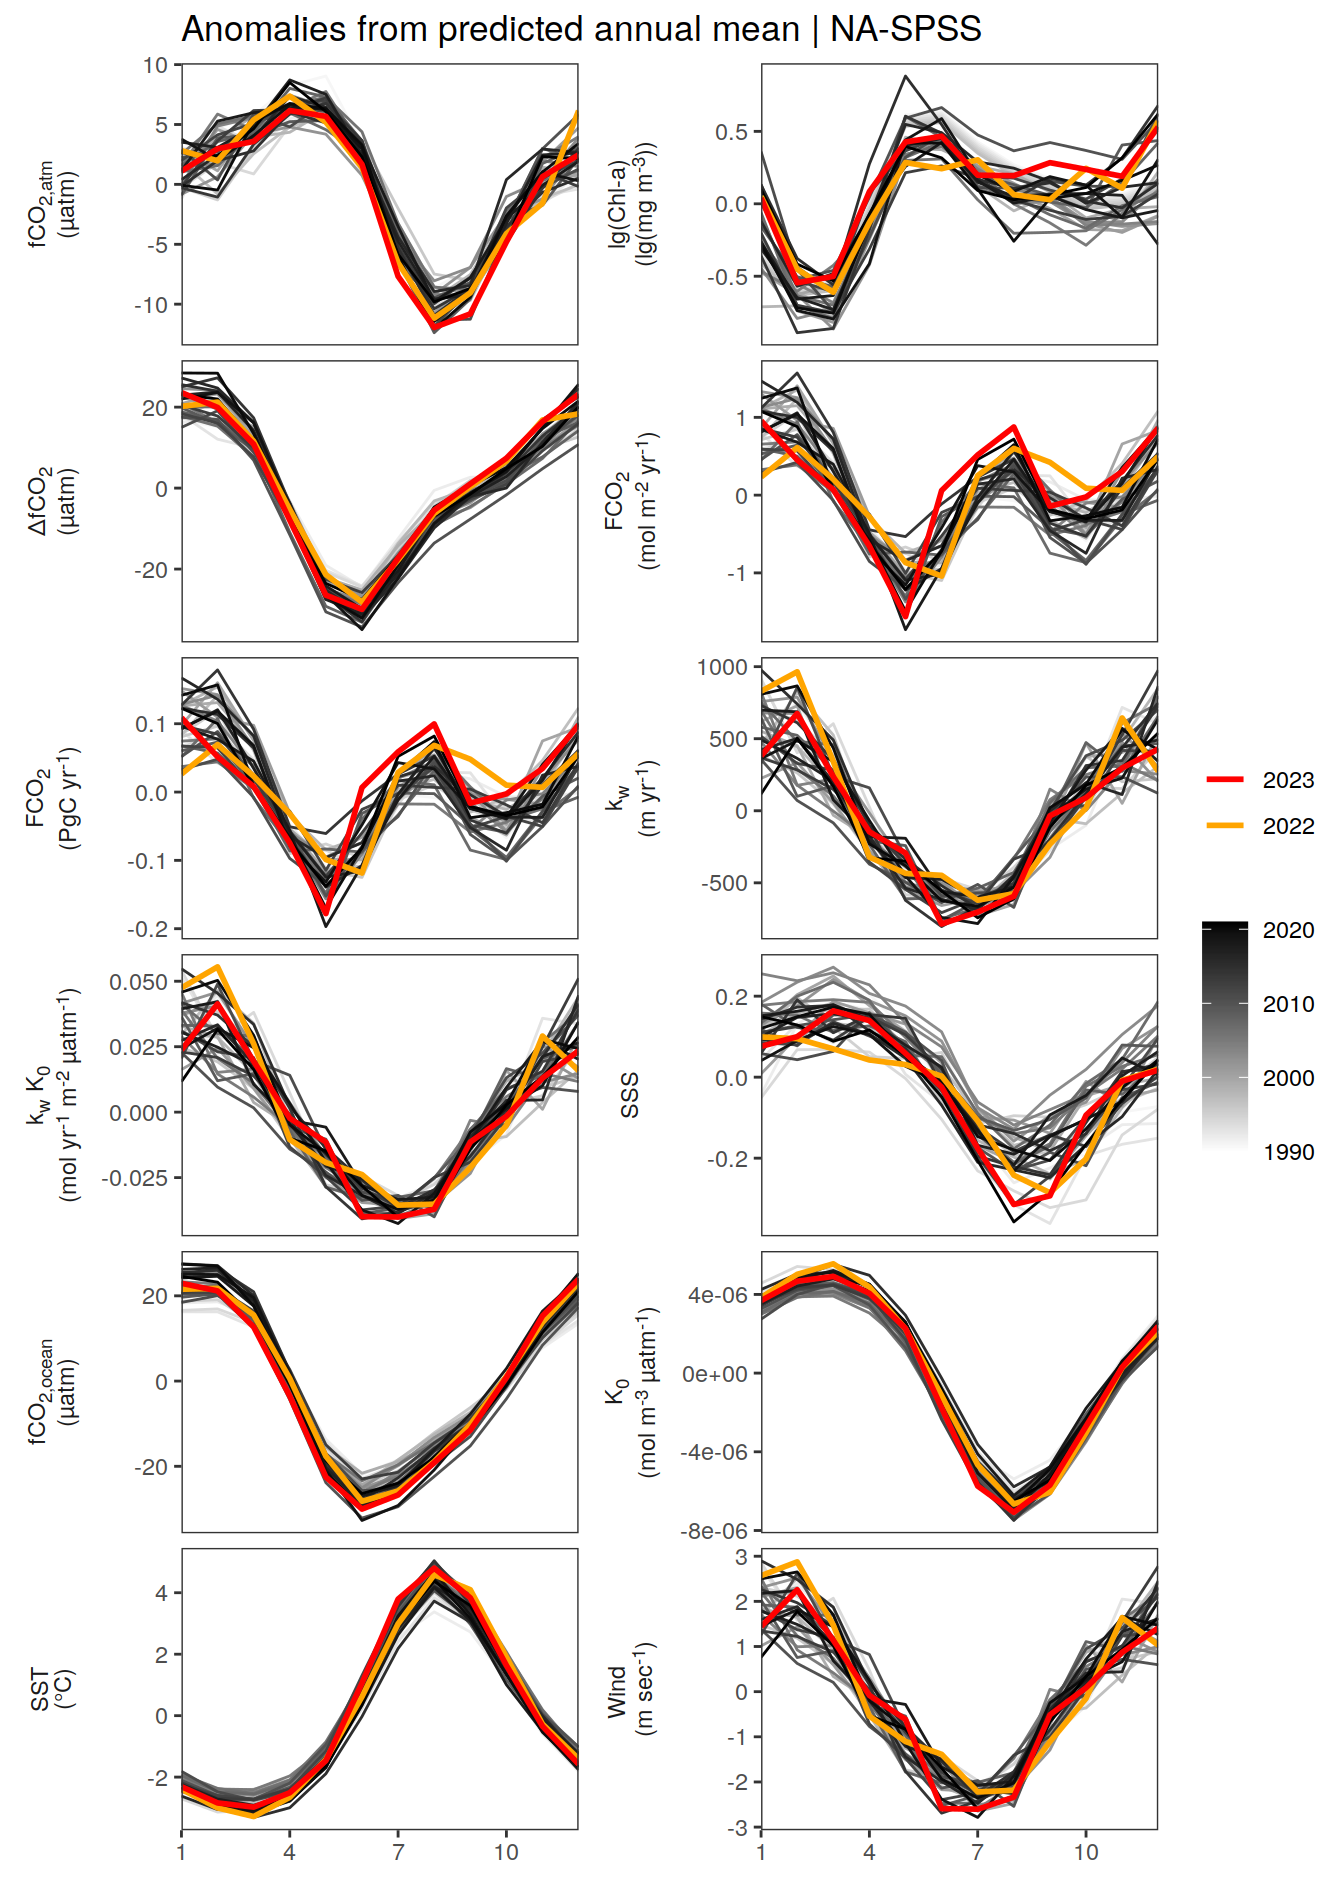 Anomalies from predicted annual mean | NA-SPSS
fCO2,atm
(µatm)
10
5
0
-5
-10
lg(Chl-a)
(lg(mg m-3))
0.5
0.0
-0.5
ΔfCO2
(µatm)
20
0
-20
FCO2
(mol m-2 yr-1)
1
0
-1
FCO2
(PgC yr-1)
0.1
0.0
-0.1
-0.2
kw
(m yr-1)
1000
500
0
-500
kw K0
(mol yr-1 m-2 µatm-1)
0.050
0.025
0.000
-0.025
SSS
0.2
0.0
-0.2
fCO2,ocean
(µatm)
20
0
-20
K0
(mol m-3 µatm-1)
4e-06
0e+00
-4e-06
-8e-06
SST
(°C)
4
2
0
-2
1 4 7 10
Wind
(m sec-1)
3
2
1
0
-1
-2
-3
1 4 7 10
2023
2022
2020
2010
2000
1990